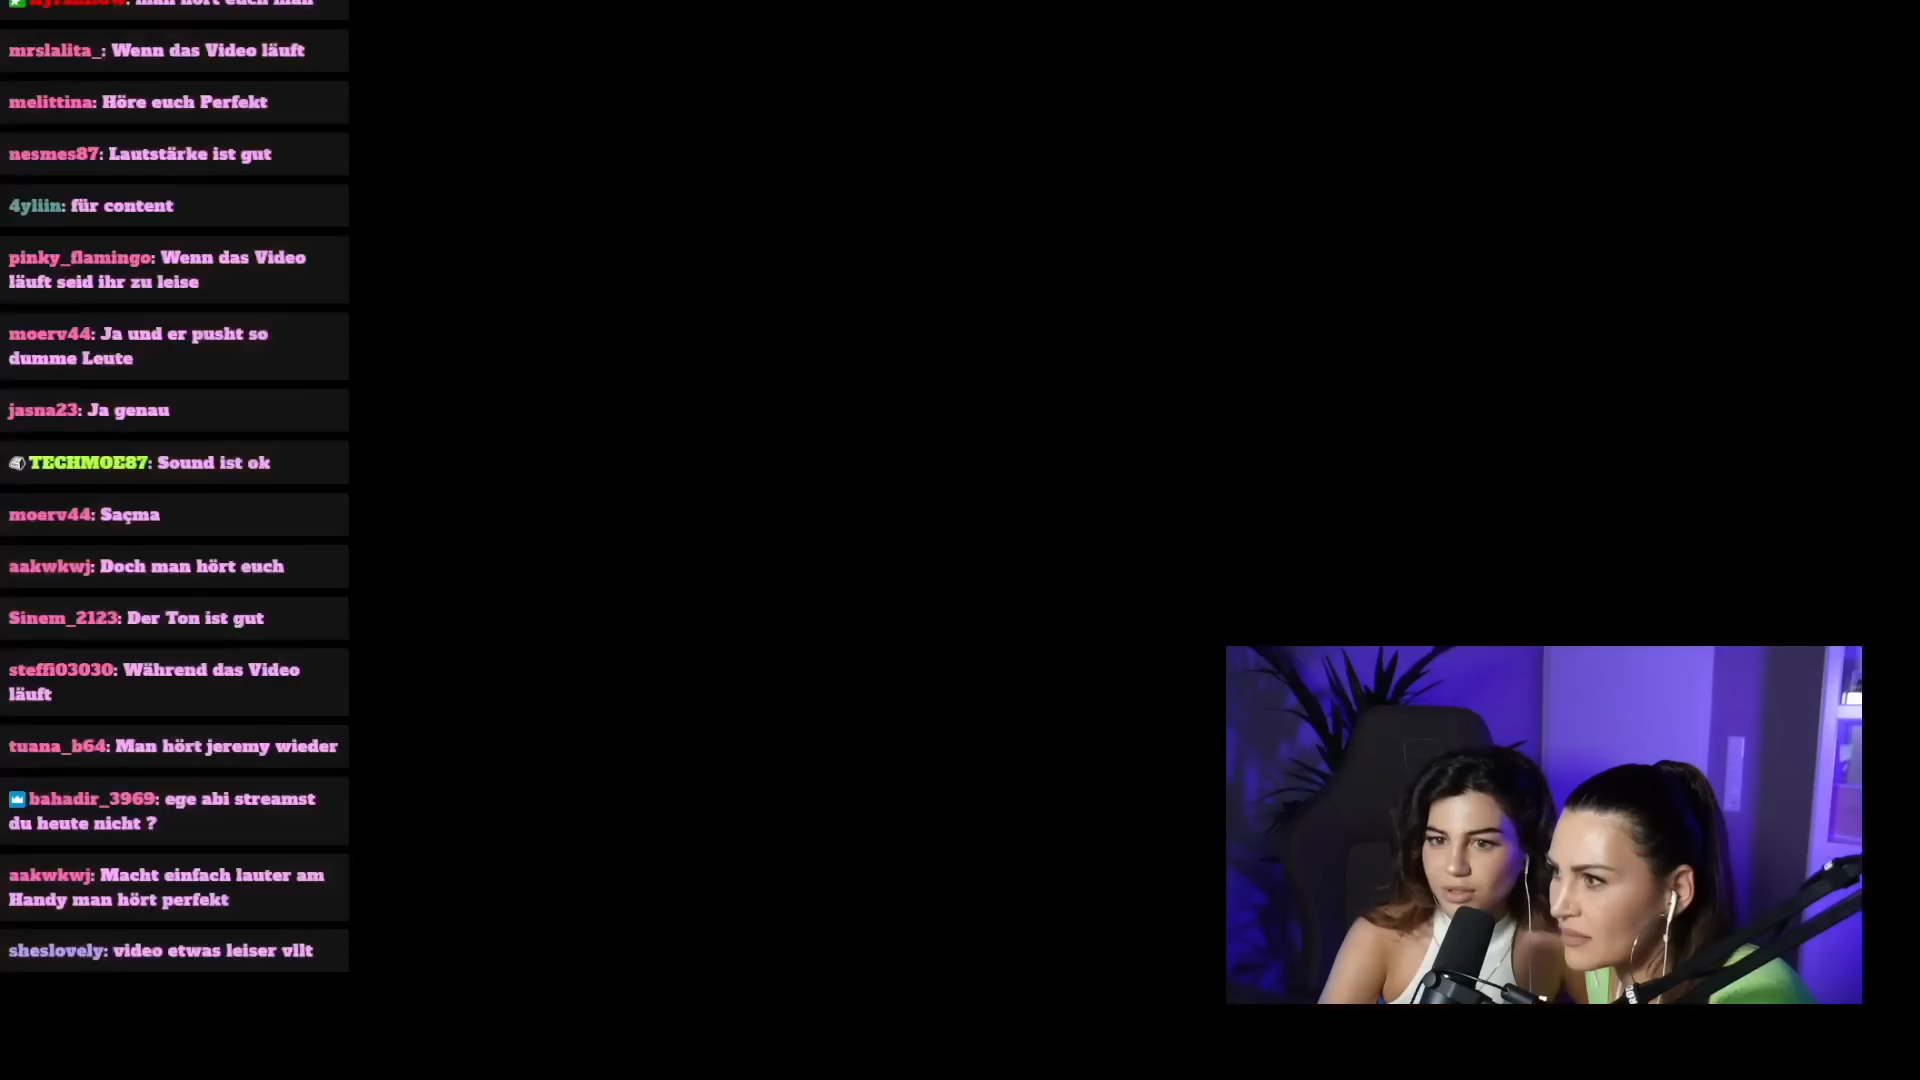 man hört euch man
mrslalita_: Wenn das Video läuft
melittina: Höre euch Perfekt
nesmes87: Lautstärke ist gut
4yliin: für content
pinky_flamingo: Wenn das Video
läuft seid ihr zu leise
moerv44: Ja und er pusht so
dumme Leute
jasna23: Ja genau
TECHMOE87: Sound ist ok
moerv44: Saçma
aakwkwj: Doch man hört euch
Sinem_2123: Der Ton ist gut
steffi03030: Während das Video
läuft
tuana_b64: Man hört jeremy wieder
bahadir_3969: ege abi streamst
du heute nicht ?
aakwkwj: Macht einfach lauter am
Handy man hört perfekt
sheslovely: video etwas leiser vllt